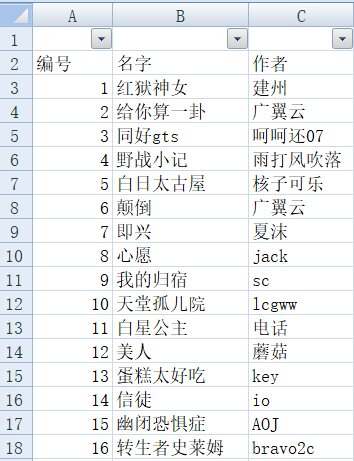 A B C
1
2 编号 名字 作者
3 1 红狱神女 建州
4 2 给你算一卦 广翼云
5 3 同好gts 呵呵还07
6 4 野战小记 雨打风吹落
7 5 白日太古屋 核子可乐
8 6 颠倒 广翼云
9 7 即兴 夏沫
10 8 心愿 jack
11 9 我的归宿 sc
12 10 天堂孤儿院 lcgww
13 11 白星公主 电话
14 12 美人 蘑菇
15 13 蛋糕太好吃 key
16 14 信徒 io
17 15 幽闭恐惧症 AOJ
18 16 转生者史莱姆 bravo2c